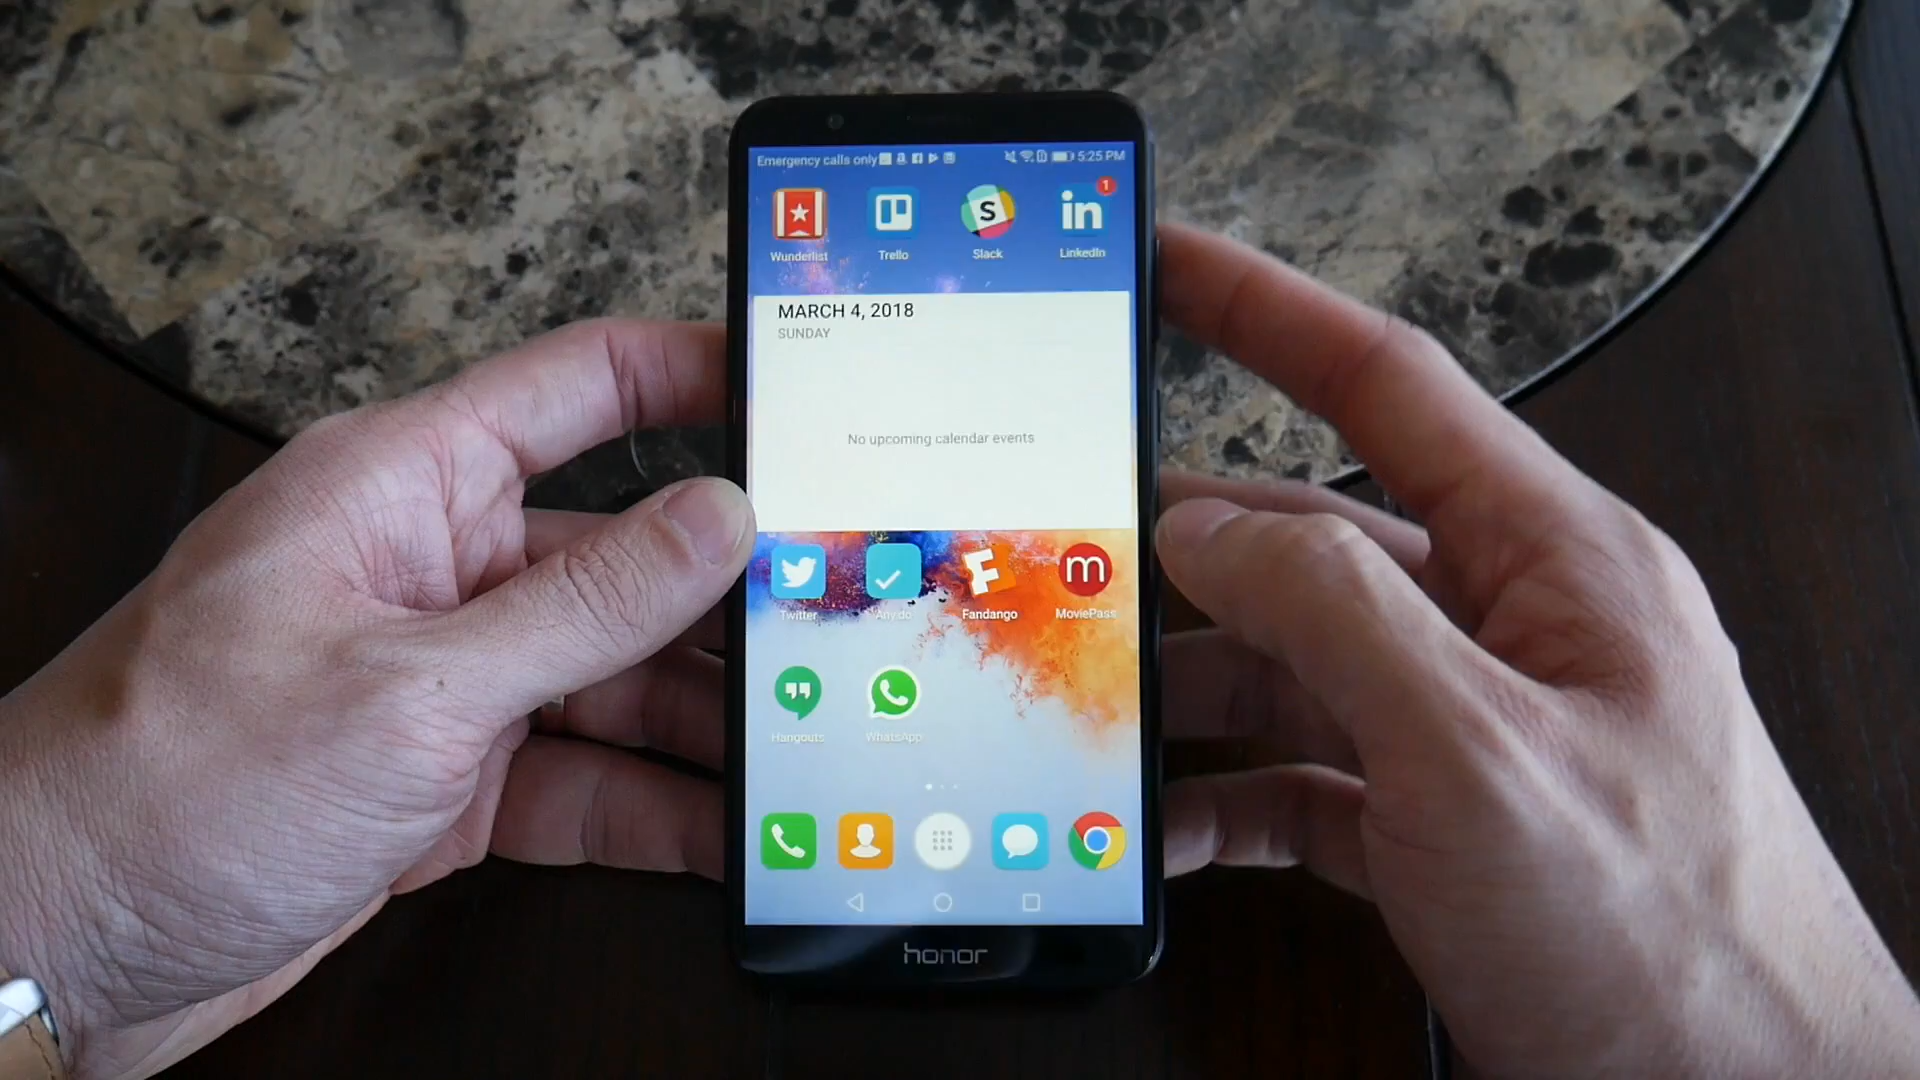 Emergency calls only
5:25 PM
1
S
in
Wunderlist
Trello
Slack
LinkedIn
MARCH 4, 2018
SUNDAY
No upcoming calendar events
F
m
Twitter
Any.do
Fandango
MoviePass
Hangouts
WhatsApp
honor